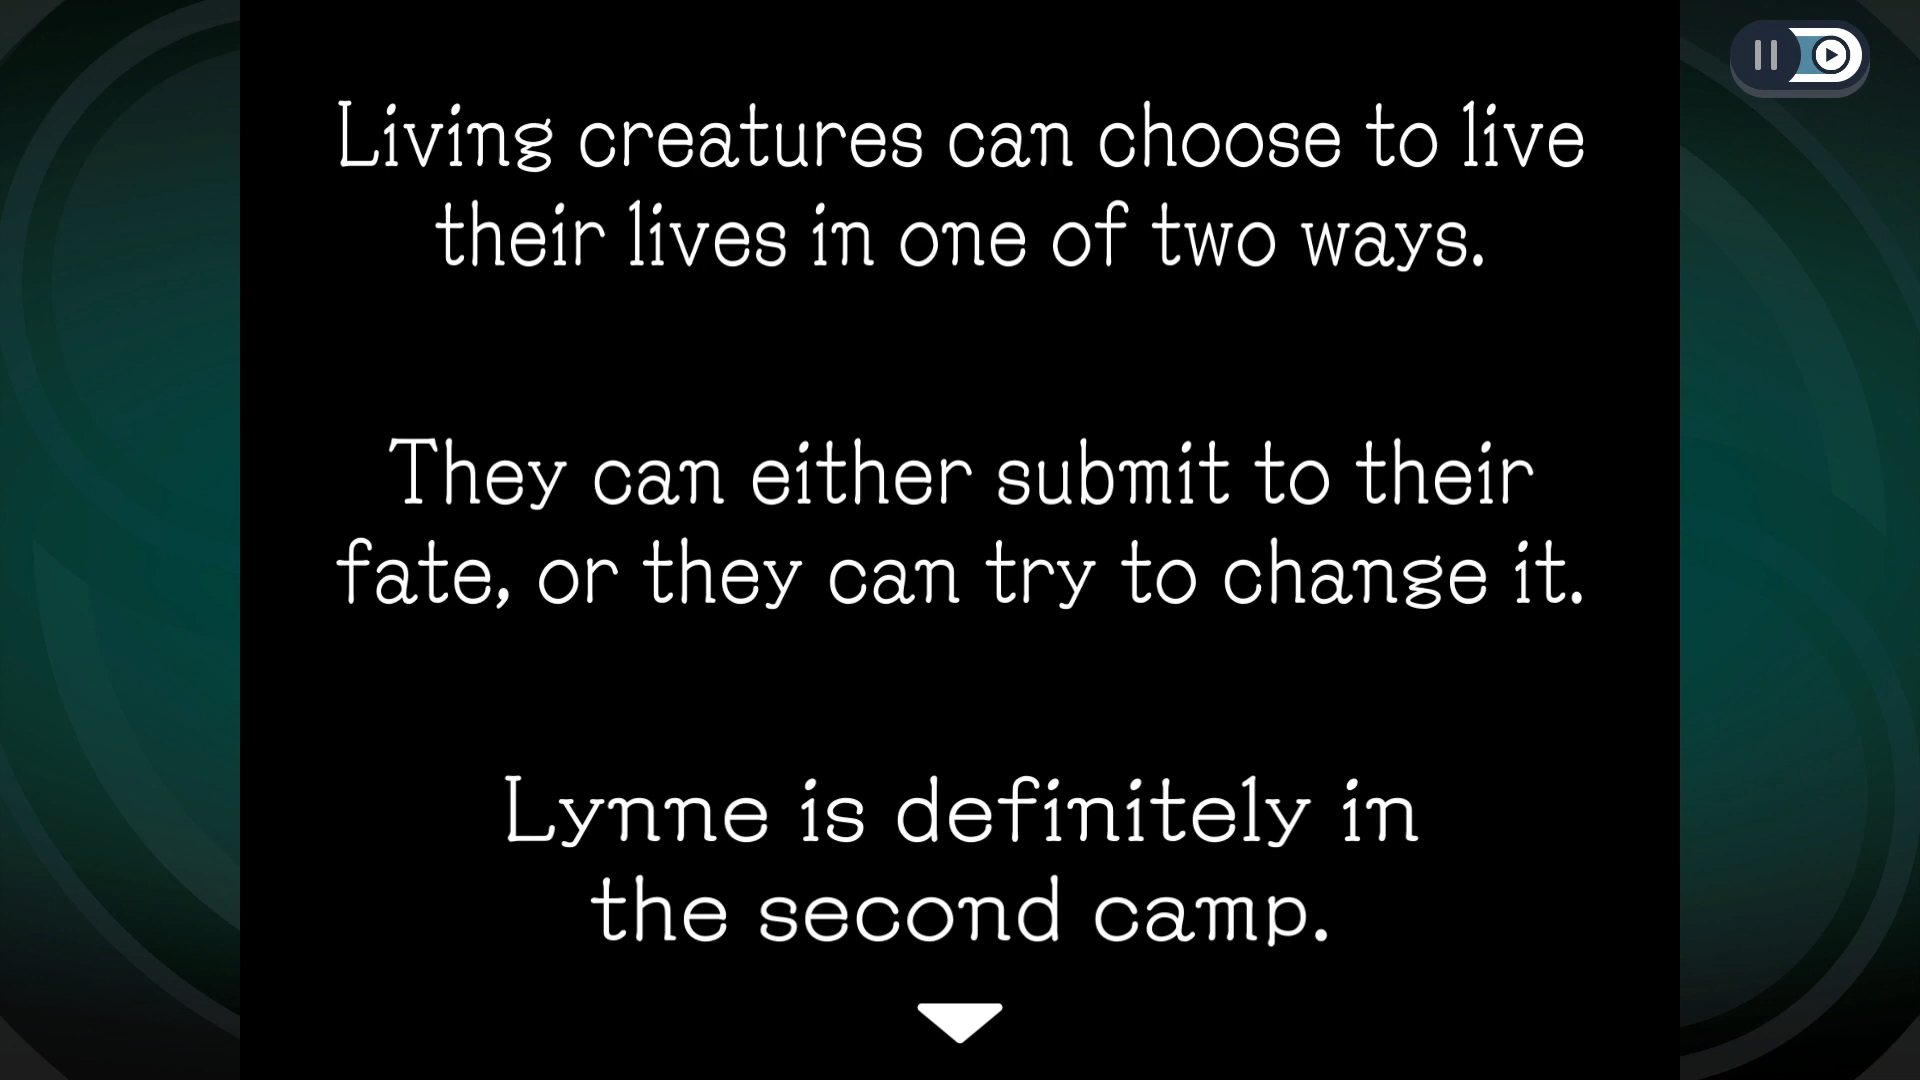 Living creatures can choose to live
their lives in one of two ways.
They can either submit to their
fate, or they can try to change it.
Lynne is definitely in
the second camp.